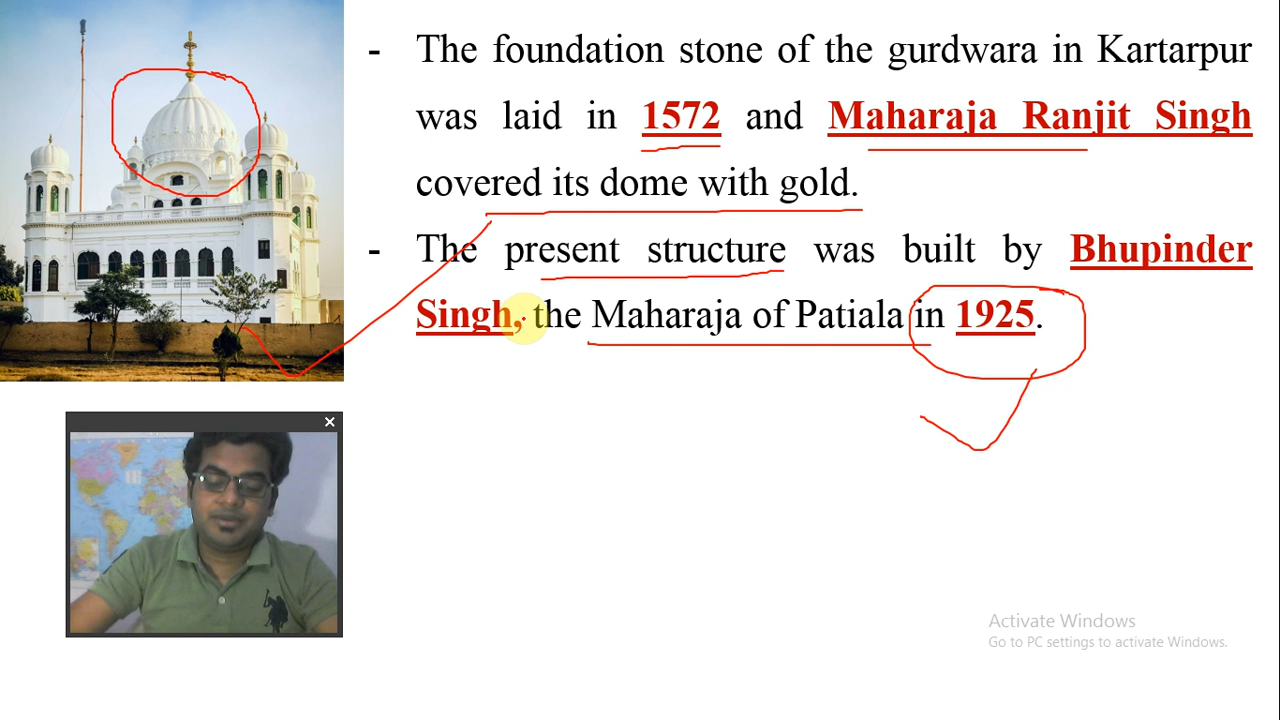 - The foundation stone of the gurdwara in Kartarpur
was laid in 1572 and Maharaja Ranjit Singh
covered its dome with gold.
- The present structure was built by Bhupinder
Singh, the Maharaja of Patiala in 1925.
Activate Windows
Go to PC settings to activate Windows.